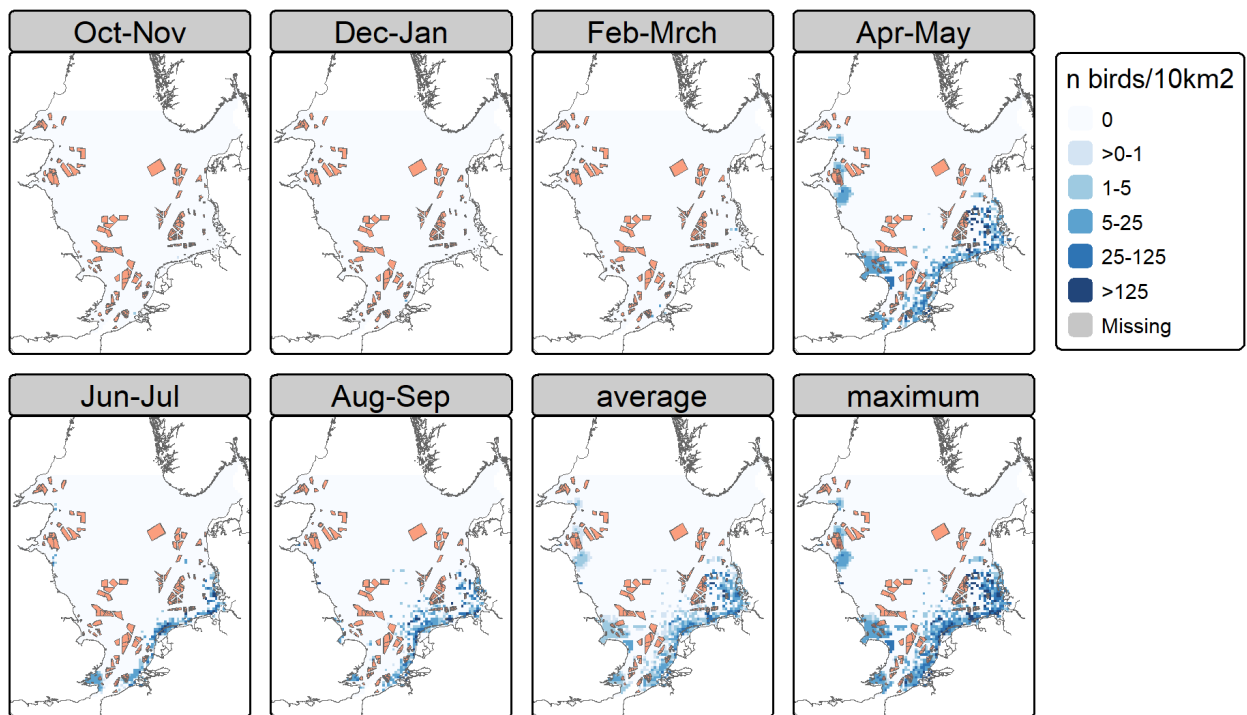 Oct-Nov
Dec-Jan
Feb-Mrch
Apr-May
n birds/10km2
0
>0-1
1-5
5-25
25-125
>125
Missing
Jun-Jul
Aug-Sep
average
maximum